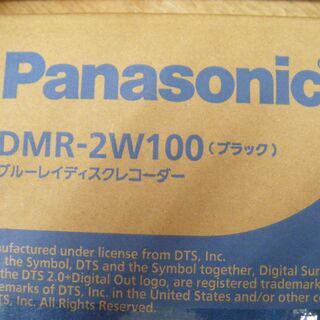 Panasonic
DMR-2W100（ブラック）
ブルーレイディスクレコーダー
nufactured under license from DTS, Inc.
the Symbol, DTS and the Symbol together, Digital Sur
the DTS 2.0+Digital Out logo, are registered trademark
demarks of DTS, Inc. in the United States and/or other
TS, Inc. All Rights Reserved.